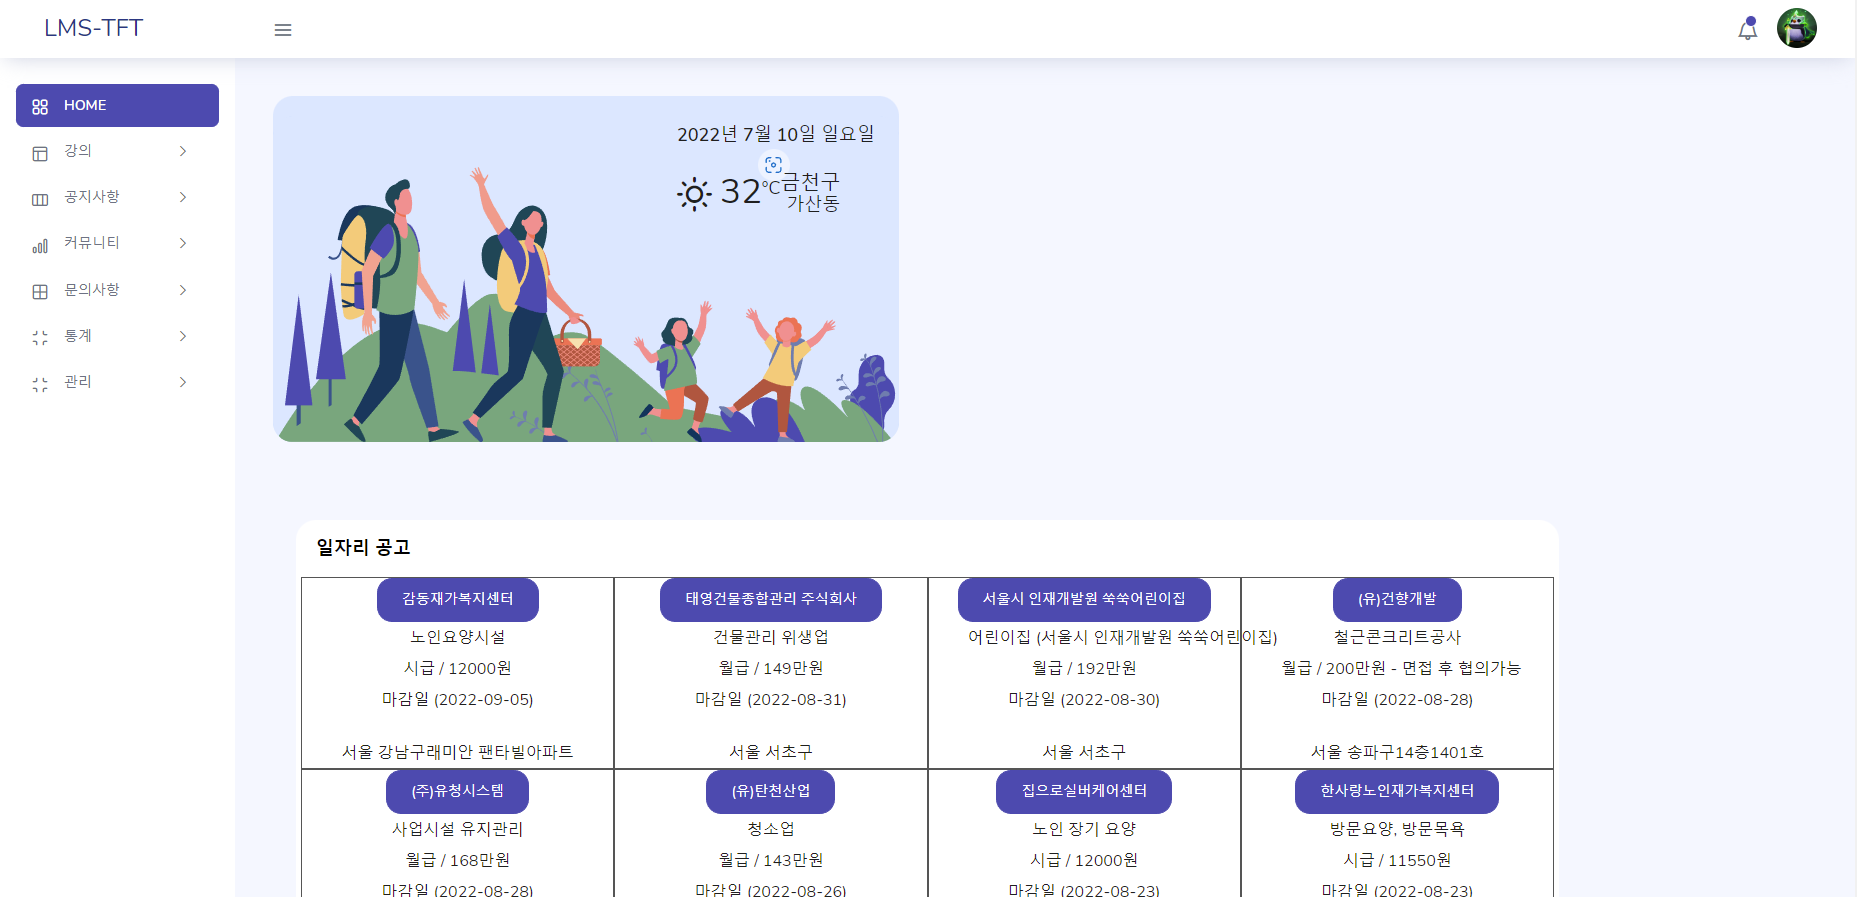 LMS-TFT
HOME
강의
공지사항
커뮤니티
문의사항
통계
관리
2022년 7월 10일 일요일
32°C 금천구
가산동
일자리 공고
감동재가복지센터
노인요양시설
시급 / 12000원
마감일 (2022-09-05)
서울 강남구래미안 팬타빌아파트
태영건물종합관리 주식회사
건물관리 위생업
월급 / 149만원
마감일 (2022-08-31)
서울 서초구
서울시 인재개발원 쑥쑥어린이집
어린이집 (서울시 인재개발원 쑥쑥어린이집)
월급 / 192만원
마감일 (2022-08-30)
서울 서초구
(유)건향개발
철근콘크리트공사
월급 / 200만원 - 면접 후 협의가능
마감일 (2022-08-28)
서울 송파구14층1401호
(주)유청시스템
사업시설 유지관리
월급 / 168만원
마감일 (2022-08-28)
(유)탄천산업
청소업
월급 / 143만원
마감일 (2022-08-26)
집으로실버케어센터
노인 장기 요양
시급 / 12000원
마감일 (2022-08-23)
한사랑노인재가복지센터
방문요양, 방문목욕
시급 / 11550원
마감일 (2022-08-23)